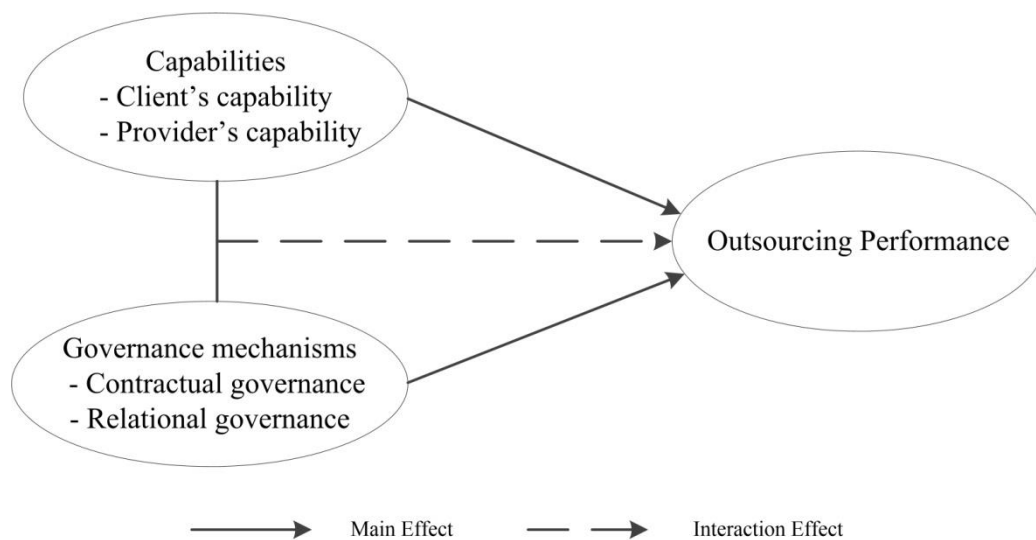 Capabilities
- Client’s capability
- Provider’s capability
Outsourcing Performance
Governance mechanisms
- Contractual governance
- Relational governance
Main Effect
Interaction Effect